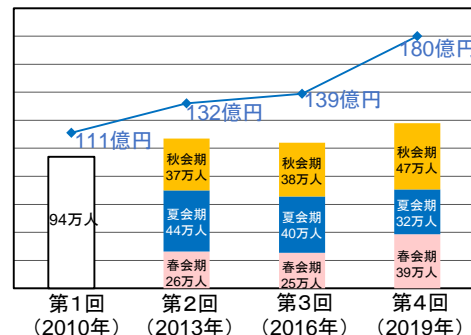 180億円
139億円
132億円
111億円
94万人
秋会期
37万人
夏会期
44万人
春会期
26万人
秋会期
38万人
夏会期
40万人
春会期
25万人
秋会期
47万人
夏会期
32万人
春会期
39万人
第1回
（2010年）
第2回
（2013年）
第3回
（2016年）
第4回
（2019年）